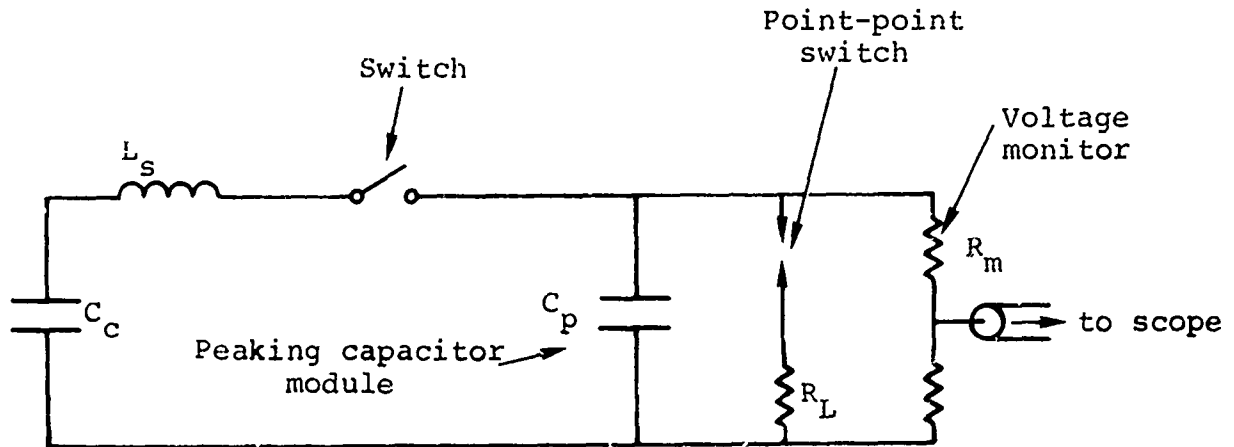 Point-point
switch
Switch
Voltage
monitor
L_s
R_m
C_c
C_p
to scope
Peaking capacitor
module
R_L